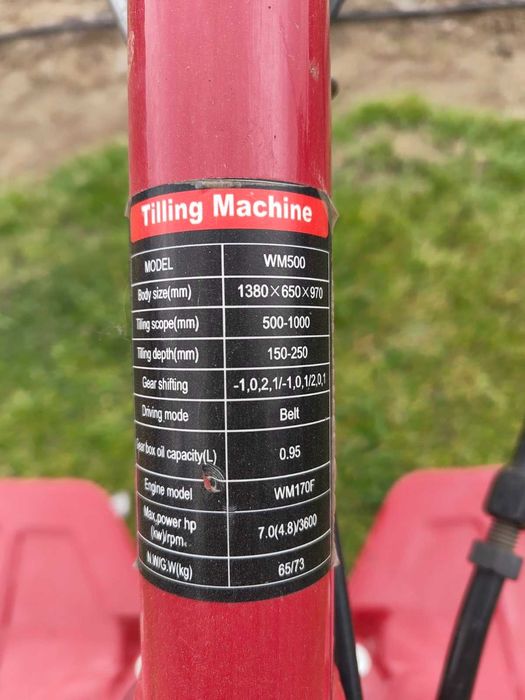 Tilling Machine
MODEL WM500
Body size(mm) 1380×650×970
Tilling scope(mm) 500-1000
Tilling depth(mm) 150-250
Gear shifting -1,0,2,1/-1,0,1/2,0,1
Driving mode Belt
Gear box oil capacity(L) 0.95
Engine model WM170F
Max,power hp
(kw)/rpm. 7.0(4.8)/3600
N.W/G.W(kg) 65/73